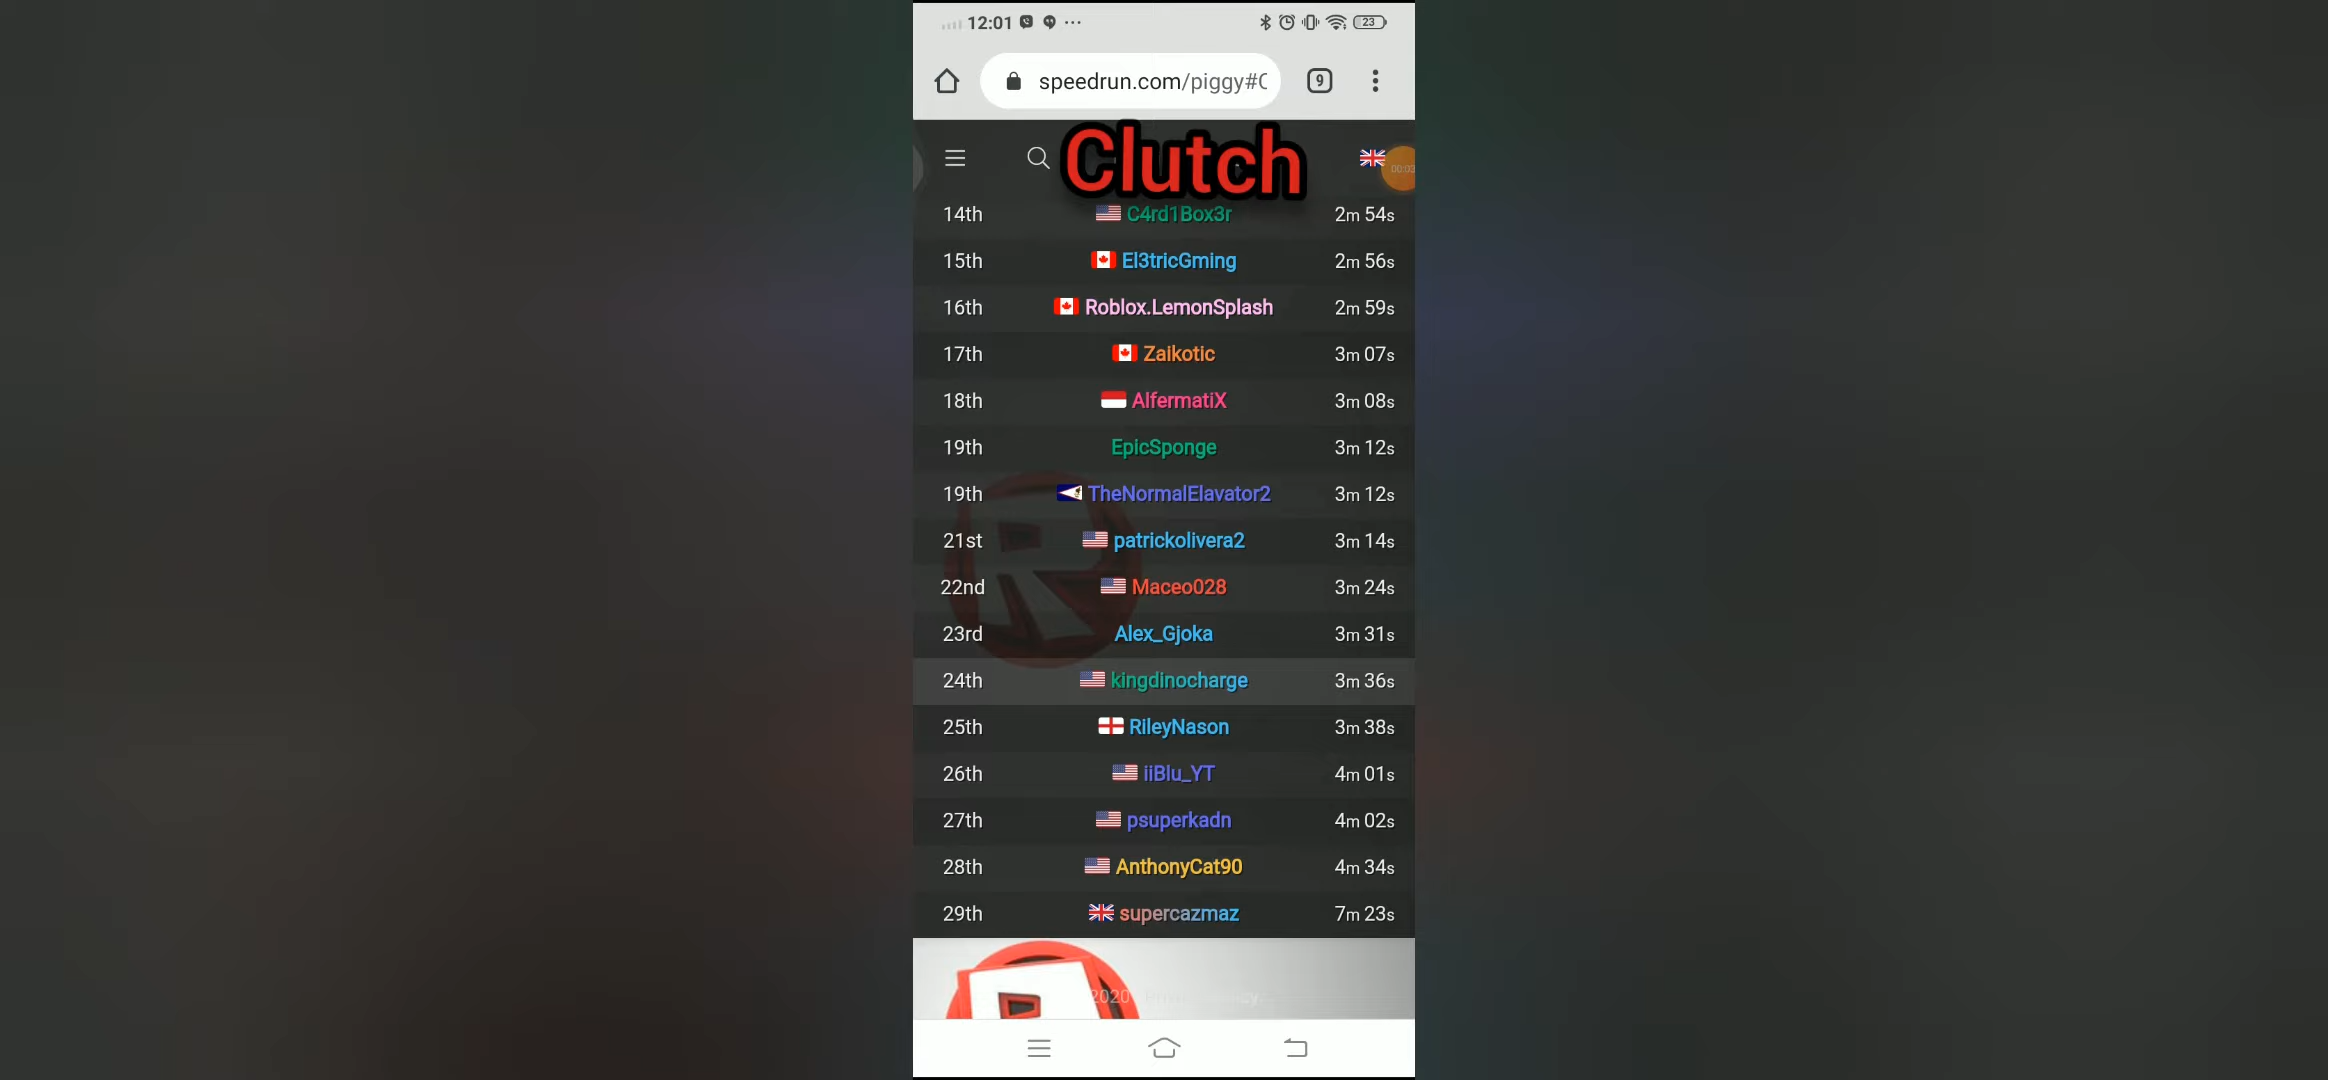 12:01
23
speedrun.com/piggy#C
9
Clutch
00:03
14th C4rd1Box3r 2m 54s
15th El3tricGming 2m 56s
16th Roblox.LemonSplash 2m 59s
17th Zaikotic 3m 07s
18th AlfermatiX 3m 08s
19th EpicSponge 3m 12s
19th TheNormalElavator2 3m 12s
21st patrickolivera2 3m 14s
22nd Maceo028 3m 24s
23rd Alex_Gjoka 3m 31s
24th kingdinocharge 3m 36s
25th RileyNason 3m 38s
26th iiBlu_YT 4m 01s
27th psuperkadn 4m 02s
28th AnthonyCat90 4m 34s
29th supercazmaz 7m 23s
2020